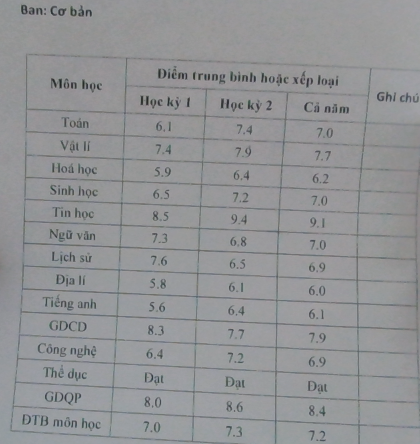 Ban: Cơ bản
Môn học Điểm trung bình hoặc xếp loại Ghi chú
Học kỳ 1 Học kỳ 2 Cả năm
Toán 6.1 7.4 7.0
Vật lí 7.4 7.9 7.7
Hoá học 5.9 6.4 6.2
Sinh học 6.5 7.2 7.0
Tin học 8.5 9.4 9.1
Ngữ văn 7.3 6.8 7.0
Lịch sử 7.6 6.5 6.9
Địa lí 5.8 6.1 6.0
Tiếng anh 5.6 6.4 6.1
GDCD 8.3 7.7 7.9
Công nghệ 6.4 7.2 6.9
Thể dục Đạt Đạt Đạt
GDQP 8.0 8.6 8.4
ĐTB môn học 7.0 7.3 7.2